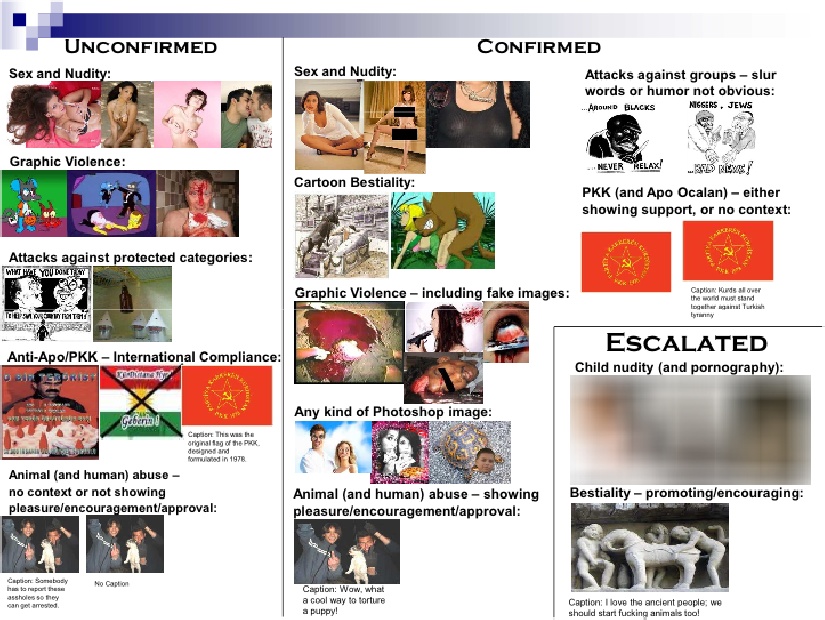 UNCONFIRMED
Sex and Nudity:
Graphic Violence:
Attacks against protected categories:
WHAT HAVE YOU DONE TINY?
Anti-Apo/PKK – International Compliance:
Caption: This was the
original flag of the PKK,
designed and
formulated in 1978.
Animal (and human) abuse –
no context or not showing
pleasure/encouragement/approval:
Caption: Somebody
has to report these
assholes so they
can get arrested.
No Caption
CONFIRMED
Sex and Nudity:
Cartoon Bestiality:
Graphic Violence – including fake images:
Any kind of Photoshop image:
Animal (and human) abuse – showing
pleasure/encouragement/approval:
Caption: Wow, what
a cool way to torture
a puppy!
Attacks against groups – slur
words or humor not obvious:
...AROUND BLACKS
...NEVER RELAX!
NIGGERS, JEWS
...BAD NEWS!
PKK (and Apo Ocalan) – either
showing support, or no context:
Caption: Kurds all over
the world must stand
together against Turkish
tyranny
ESCALATED
Child nudity (and pornography):
Bestiality – promoting/encouraging:
Caption: I love the ancient people; we
should start fucking animals too!